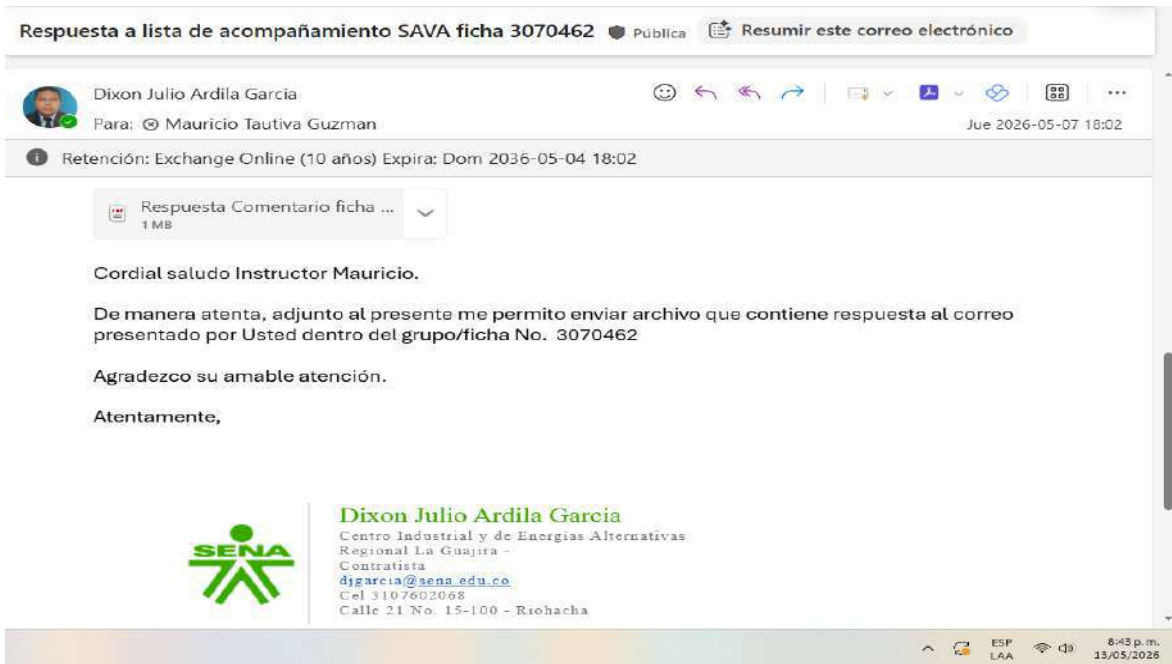 Respuesta a lista de acompañamiento SAVA ficha 3070462 Pública Resumir este correo electrónico
Dixon Julio Ardila Garcia
Para: Mauricio Tautiva Guzman
Jue 2026-05-07 18:02
Retención: Exchange Online (10 años) Expira: Dom 2036-05-04 18:02
Respuesta Comentario ficha ...
1 MB
Cordial saludo Instructor Mauricio.
De manera atenta, adjunto al presente me permito enviar archivo que contiene respuesta al correo
presentado por Usted dentro del grupo/ficha No. 3070462
Agradezco su amable atención.
Atentamente,
SENA
Dixon Julio Ardila Garcia
Centro Industrial y de Energias Alternativas
Regional La Guajira -
Contratista
djgarcia@sena.edu.co
Cel 3107602068
Calle 21 No. 15-100 - Riohacha
ESP
LAA
8:43 p. m.
13/05/2026